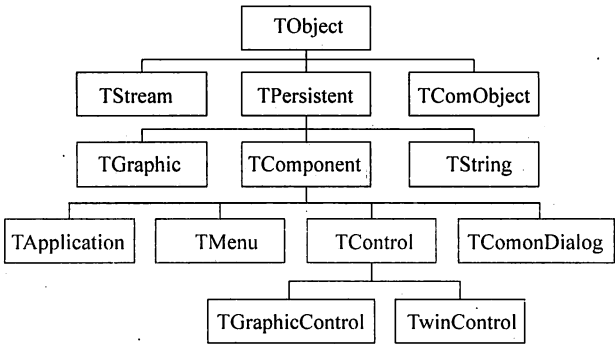 TObject
TStream TPersistent TComObject
TGraphic TComponent TString
TApplication TMenu TControl TComonDialog
TGraphicControl TwinControl